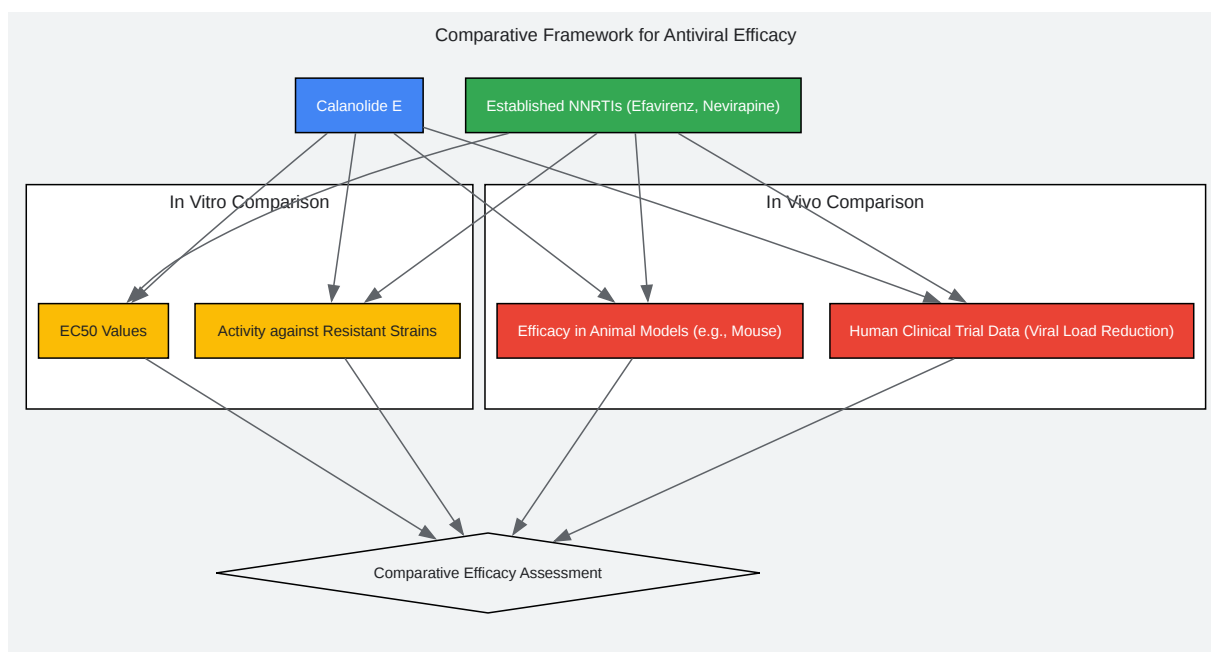 Comparative Framework for Antiviral Efficacy
Calanolide E
Established NNRTIs (Efavirenz, Nevirapine)
In Vitro Comparison
In Vivo Comparison
EC50 Values
Activity against Resistant Strains
Efficacy in Animal Models (e.g., Mouse)
Human Clinical Trial Data (Viral Load Reduction)
Comparative Efficacy Assessment